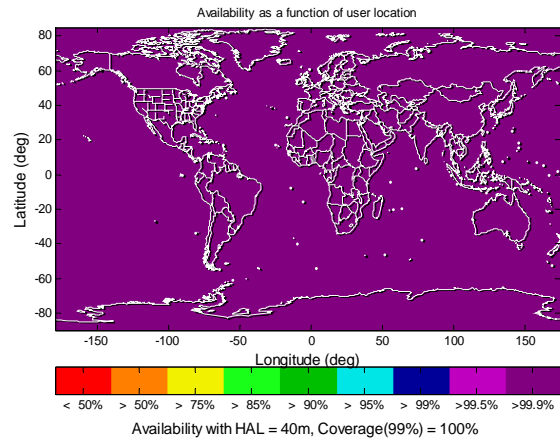 Availability as a function of user location
80
60
40
20
0
-20
-40
-60
-80
Latitude (deg)
-150 -100 -50 0 50 100 150
Longitude (deg)
< 50% > 50% > 75% > 85% > 90% > 95% > 99% >99.5% >99.9%
Availability with HAL = 40m, Coverage(99%) = 100%